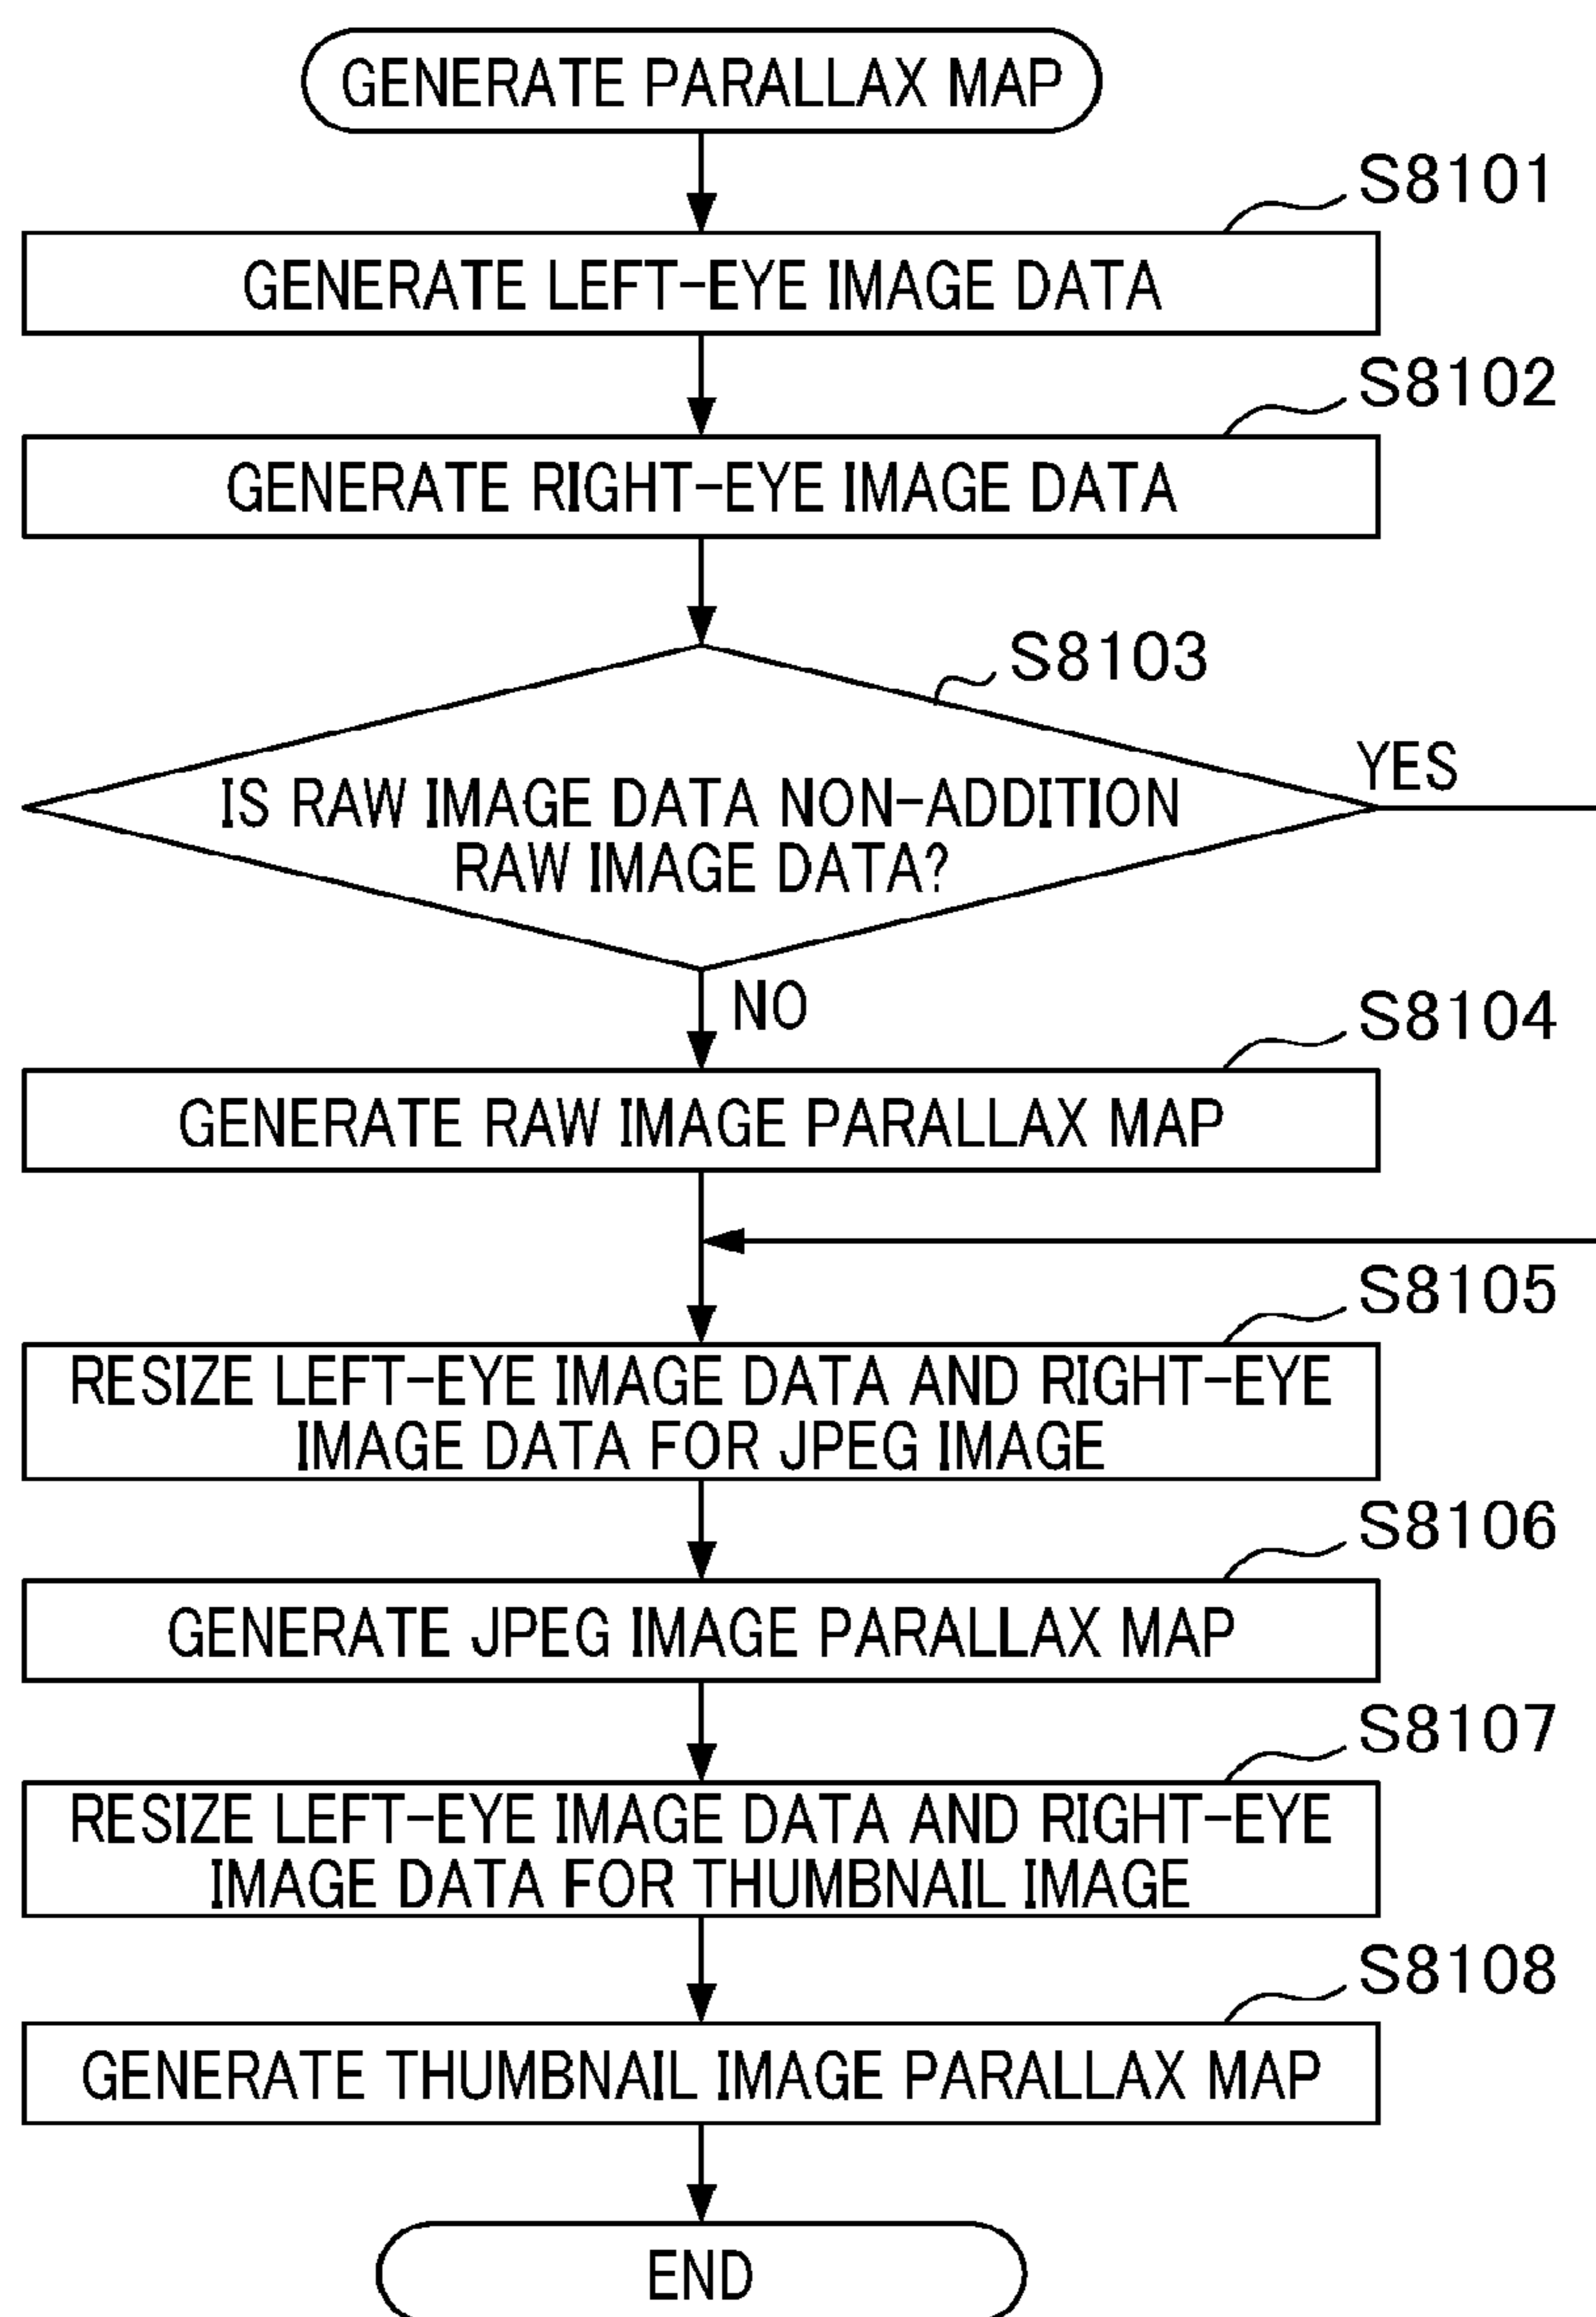 GENERATE PARALLAX MAP
S8101
GENERATE LEFT-EYE IMAGE DATA
S8102
GENERATE RIGHT-EYE IMAGE DATA
S8103
YES
IS RAW IMAGE DATA NON-ADDITION
RAW IMAGE DATA?
NO
S8104
GENERATE RAW IMAGE PARALLAX MAP
S8105
RESIZE LEFT-EYE IMAGE DATA AND RIGHT-EYE
IMAGE DATA FOR JPEG IMAGE
S8106
GENERATE JPEG IMAGE PARALLAX MAP
S8107
RESIZE LEFT-EYE IMAGE DATA AND RIGHT-EYE
IMAGE DATA FOR THUMBNAIL IMAGE
S8108
GENERATE THUMBNAIL IMAGE PARALLAX MAP
END